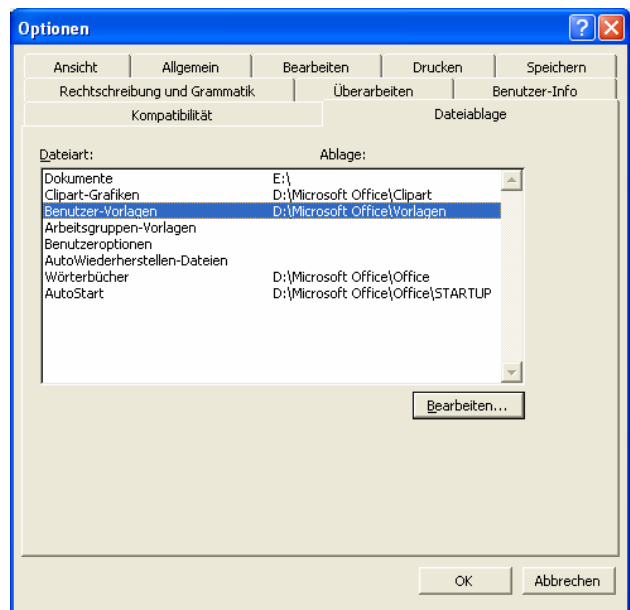 Optionen
Ansicht Allgemein Bearbeiten Drucken Speichern
Rechtschreibung und Grammatik Überarbeiten Benutzer-Info
Kompatibilität Dateiablage
Dateiart: Ablage:
Dokumente E:\
Clipart-Grafiken D:\Microsoft Office\Clipart
Benutzer-Vorlagen D:\Microsoft Office\Vorlagen
Arbeitsgruppen-Vorlagen
Benutzeroptionen
AutoWiederherstellen-Dateien
Wörterbücher D:\Microsoft Office\Office
AutoStart D:\Microsoft Office\Office\STARTUP
Bearbeiten...
OK Abbrechen